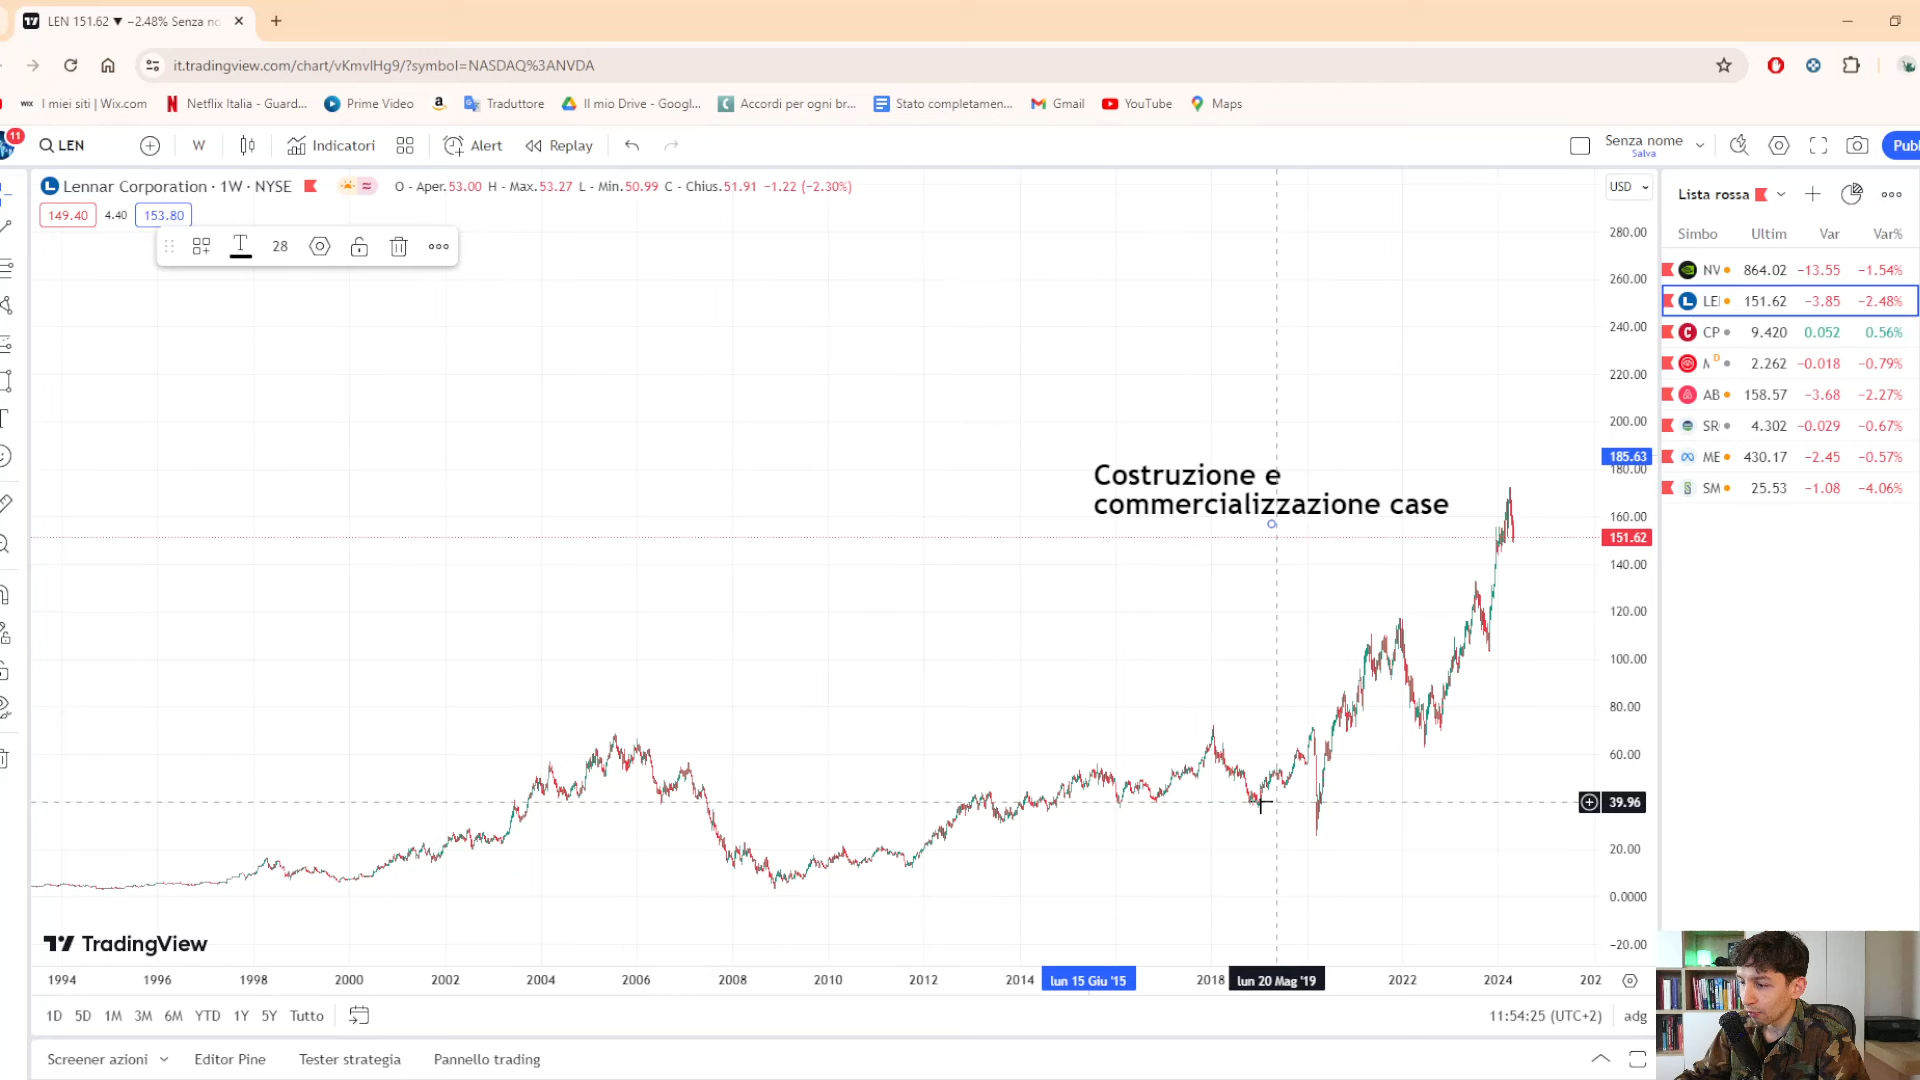 LEN 151.62 ▼ −2.48% Senza no
it.tradingview.com/chart/vKmvIHg9/?symbol=NASDAQ%3ANVDA
I miei siti | Wix.com
Netflix Italia - Guard...
Prime Video
Traduttore
Il mio Drive - Googl...
Accordi per ogni br...
Stato completamen...
Gmail
YouTube
Maps
11
LEN
W
Indicatori
Alert
Replay
Senza nome
Salva
Publ
Lennar Corporation · 1W · NYSE
O - Aper.53.00 H - Max.53.27 L - Min.50.99 C - Chius.51.91 −1.22 (−2.30%)
149.40 4.40 153.80
28
USD
Lista rossa
Simbo Ultim Var Var%
NV 864.02 −13.55 −1.54%
LE 151.62 −3.85 −2.48%
CP 9.420 0.052 0.56%
D 2.262 −0.018 −0.79%
AB 158.57 −3.68 −2.27%
SR 4.302 −0.029 −0.67%
ME 430.17 −2.45 −0.57%
SM 25.53 −1.08 −4.06%
Costruzione e
commercializzazione case
280.00
260.00
240.00
220.00
200.00
185.63
180.00
160.00
151.62
140.00
120.00
100.00
80.00
60.00
39.96
20.00
0.0000
−20.00
TradingView
1994 1996 1998 2000 2002 2004 2006 2008 2010 2012 2014 lun 15 Giu '15 2018 lun 20 Mag '19 2022 2024 202
1D 5D 1M 3M 6M YTD 1Y 5Y Tutto
11:54:25 (UTC+2) adg
Screener azioni Editor Pine Tester strategia Pannello trading